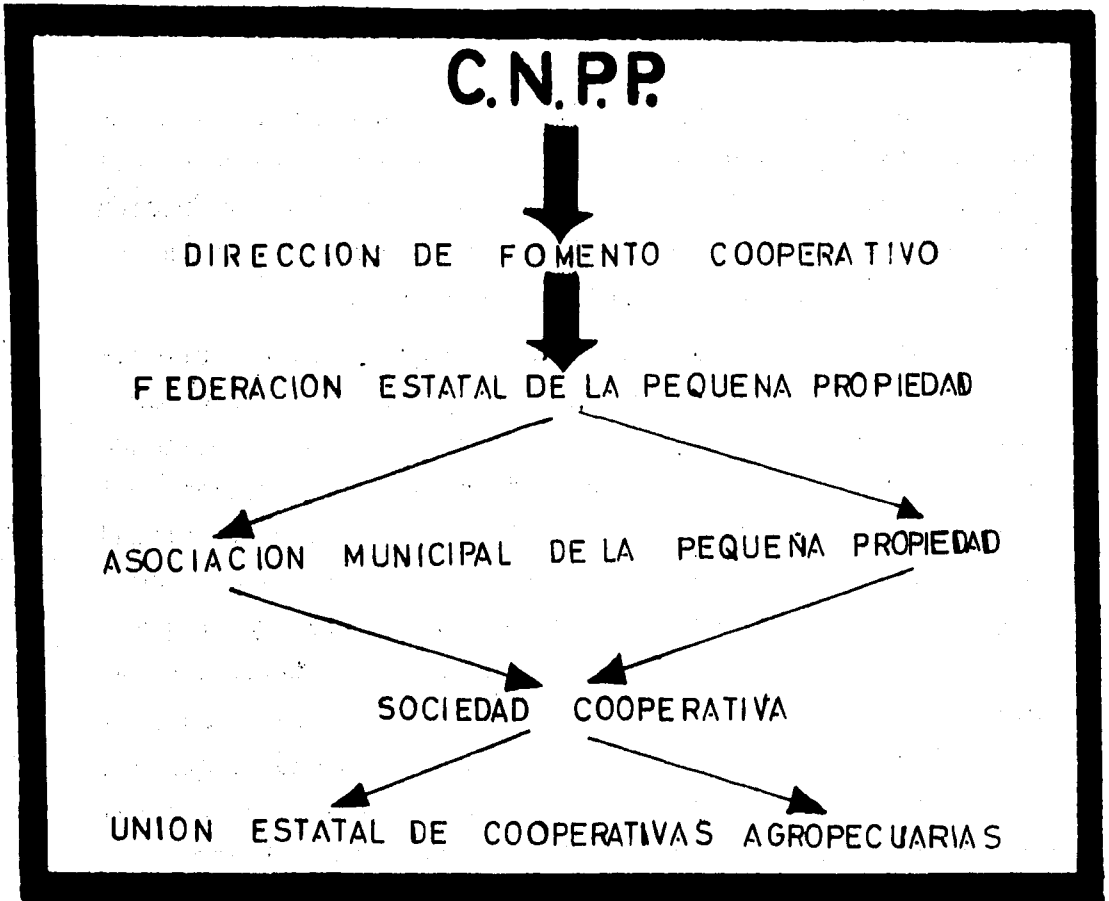 C.N.P.P.
DIRECCION DE FOMENTO COOPERATIVO
FEDERACION ESTATAL DE LA PEQUENA PROPIEDAD
ASOCIACION MUNICIPAL DE LA PEQUEÑA PROPIEDAD
SOCIEDAD COOPERATIVA
UNION ESTATAL DE COOPERATIVAS AGROPECUARIAS